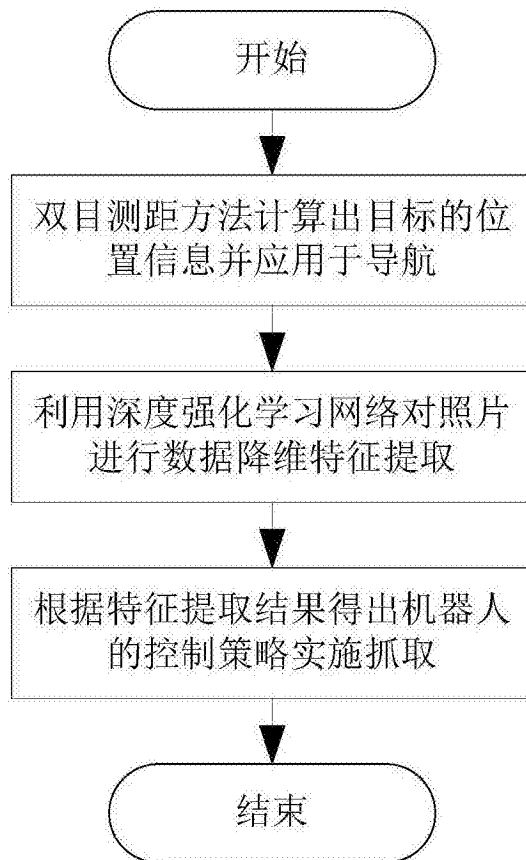 开始
双目测距方法计算出目标的位
置信息并应用于导航
利用深度强化学习网络对照片
进行数据降维特征提取
根据特征提取结果得出机器人
的控制策略实施抓取
结束